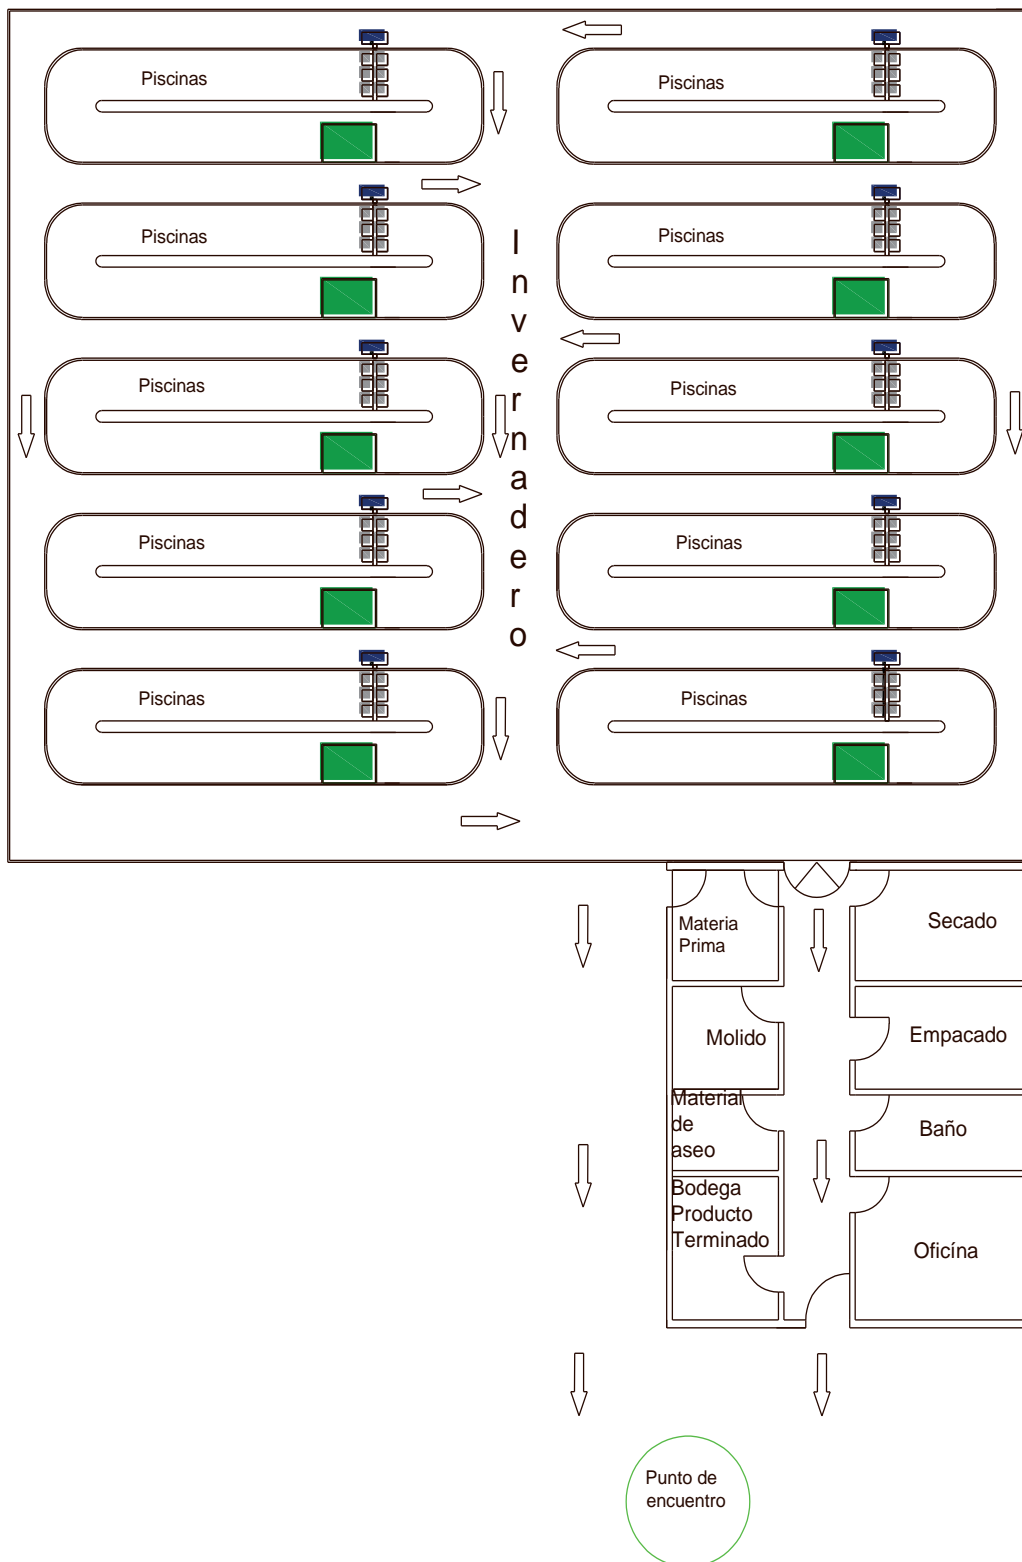 Piscinas
Piscinas
Piscinas
Piscinas
Invernadero
Piscinas
Piscinas
Piscinas
Piscinas
Piscinas
Piscinas
Materia
Prima
Secado
Molido
Empacado
Material
de
aseo
Baño
Bodega
Producto
Terminado
Oficína
Punto de
encuentro